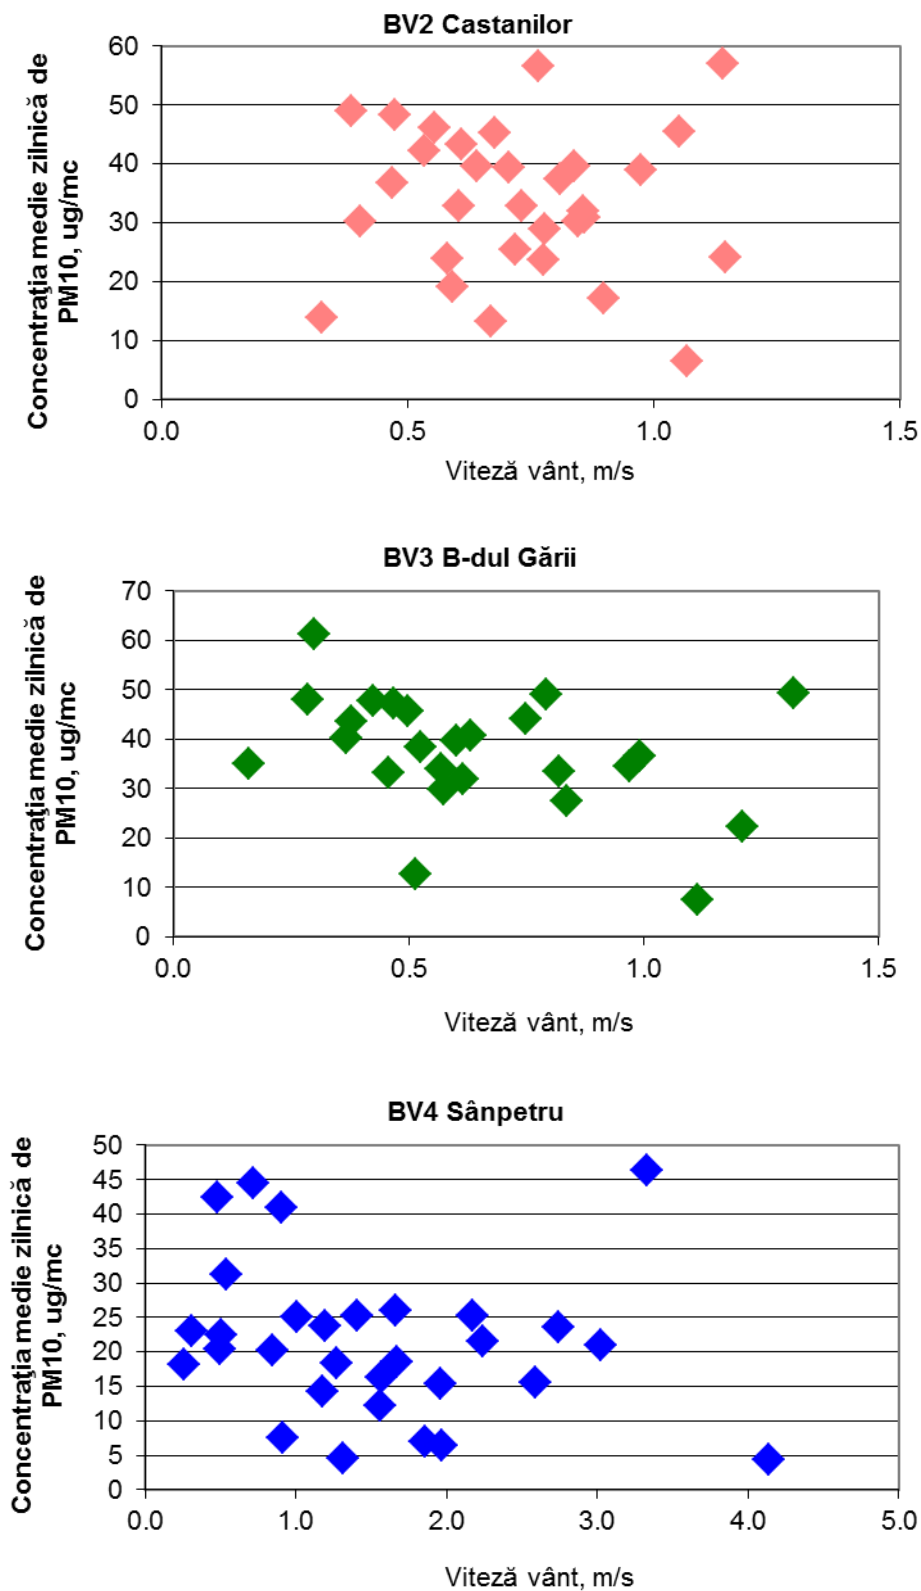 BV2 Castanilor
Concentraţia medie zilnică de
PM10, ug/mc
60
50
40
30
20
10
0
0.0 0.5 1.0 1.5
Viteză vânt, m/s
BV3 B-dul Gării
Concentraţia medie zilnică de
PM10, ug/mc
70
60
50
40
30
20
10
0
0.0 0.5 1.0 1.5
Viteză vânt, m/s
BV4 Sânpetru
Concentraţia medie zilnică de
PM10, ug/mc
50
45
40
35
30
25
20
15
10
5
0
0.0 1.0 2.0 3.0 4.0 5.0
Viteză vânt, m/s